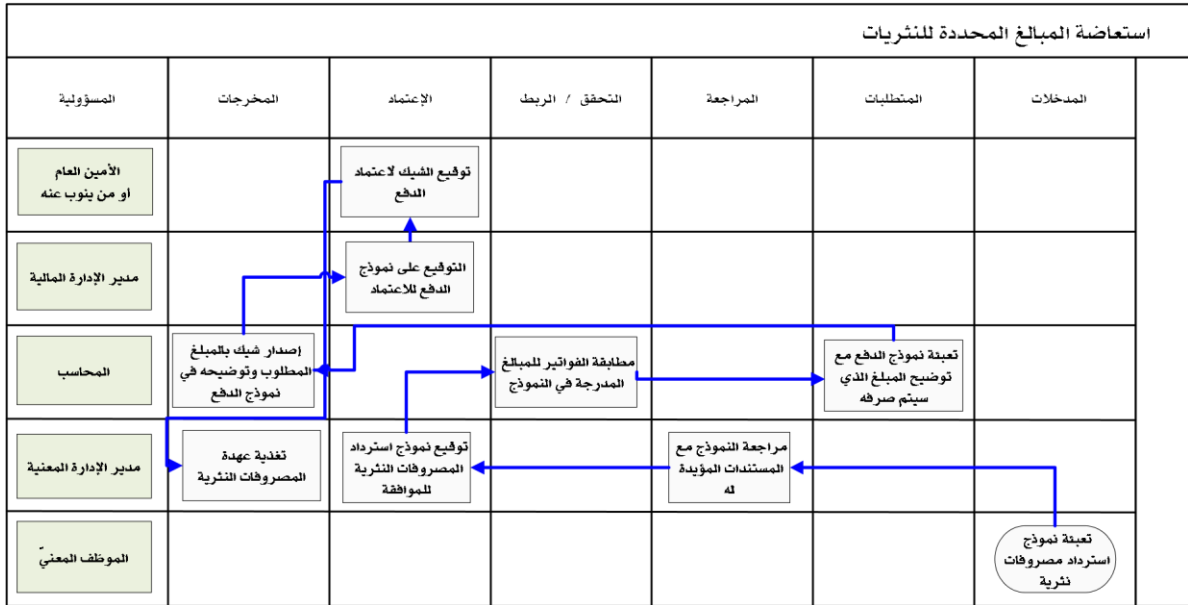 استعاضة المبالغ المحددة للنثريات
المدخلات
المتطلبات
المراجعة
التحقق / الربط
الإعتماد
المخرجات
المسؤولية
توقيع الشيك لاعتماد
الدفع
الأمين العام
أو من ينوب عنه
التوقيع على نموذج
الدفع للاعتماد
مدير الإدارة المالية
تعبئة نموذج الدفع مع
توضيح المبلغ الذي
سيتم صرفه
مطابقة الفواتير للمبالغ
المدرجة في النموذج
إصدار شيك بالمبلغ
المطلوب وتوضيحه في
نموذج الدفع
المحاسب
مراجعة النموذج مع
المستندات المؤيدة
له
توقيع نموذج استرداد
المصروفات النثرية
للموافقة
تغذية عهدة
المصروفات النثرية
مدير الإدارة المعنية
تعبئة نموذج
استرداد مصروفات
نثرية
الموظف المعنيّ